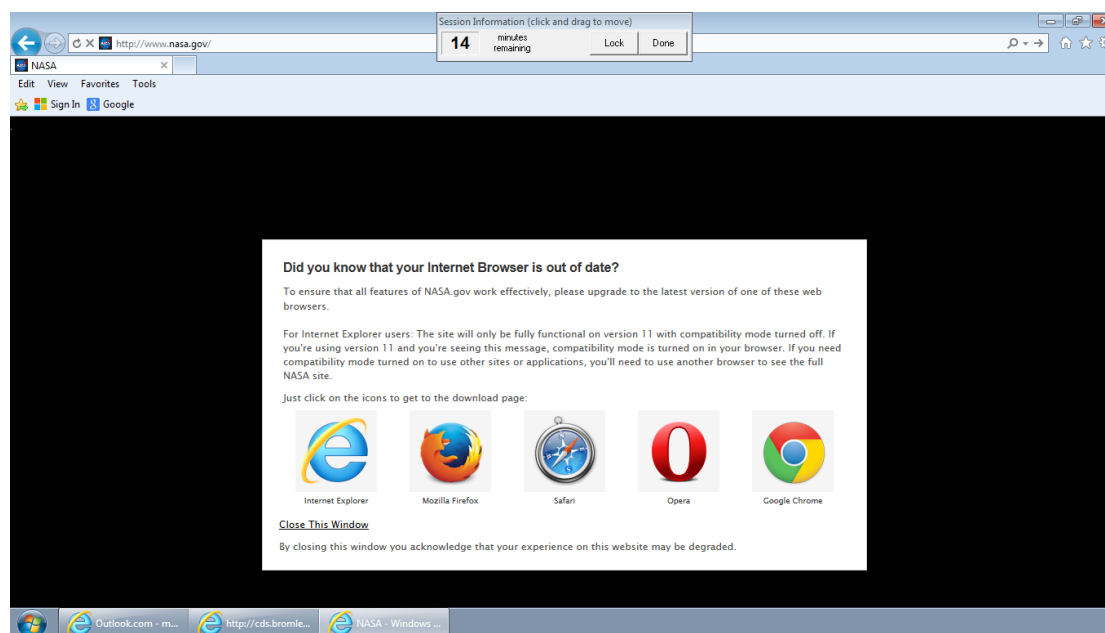 Session Information (click and drag to move)
14 minutes remaining Lock Done
http://www.nasa.gov/
NASA
Edit View Favorites Tools
Sign In Google
Did you know that your Internet Browser is out of date?
To ensure that all features of NASA.gov work effectively, please upgrade to the latest version of one of these web
browsers.
For Internet Explorer users: The site will only be fully functional on version 11 with compatibility mode turned off. If
you're using version 11 and you're seeing this message, compatibility mode is turned on in your browser. If you need
compatibility mode turned on to use other sites or applications, you'll need to use another browser to see the full
NASA site.
Just click on the icons to get to the download page:
Internet Explorer Mozilla Firefox Safari Opera Google Chrome
Close This Window
By closing this window you acknowledge that your experience on this website may be degraded.
Outlook.com - m... http://cds.bromle... NASA - Windows ...